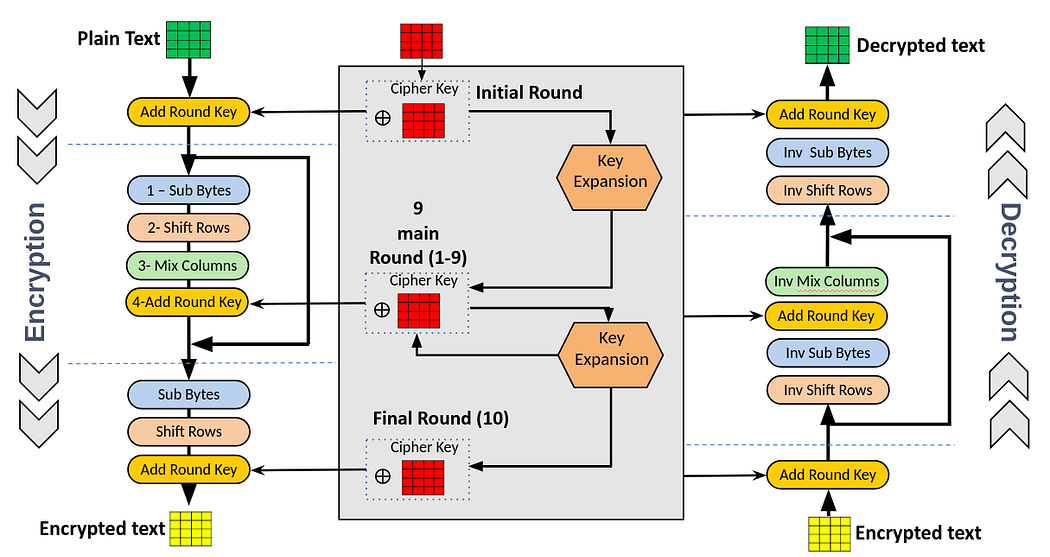 Plain Text
Encryption
Add Round Key
1 – Sub Bytes
2- Shift Rows
3- Mix Columns
4-Add Round Key
Sub Bytes
Shift Rows
Add Round Key
Encrypted text
Cipher Key
⊕
Initial Round
Key
Expansion
9
main
Round (1-9)
Cipher Key
⊕
Key
Expansion
Final Round (10)
Cipher Key
⊕
Decrypted text
Add Round Key
Inv  Sub Bytes
Inv Shift Rows
Inv Mix Columns
Add Round Key
Inv Sub Bytes
Inv Shift Rows
Add Round Key
Encrypted text
Decryption